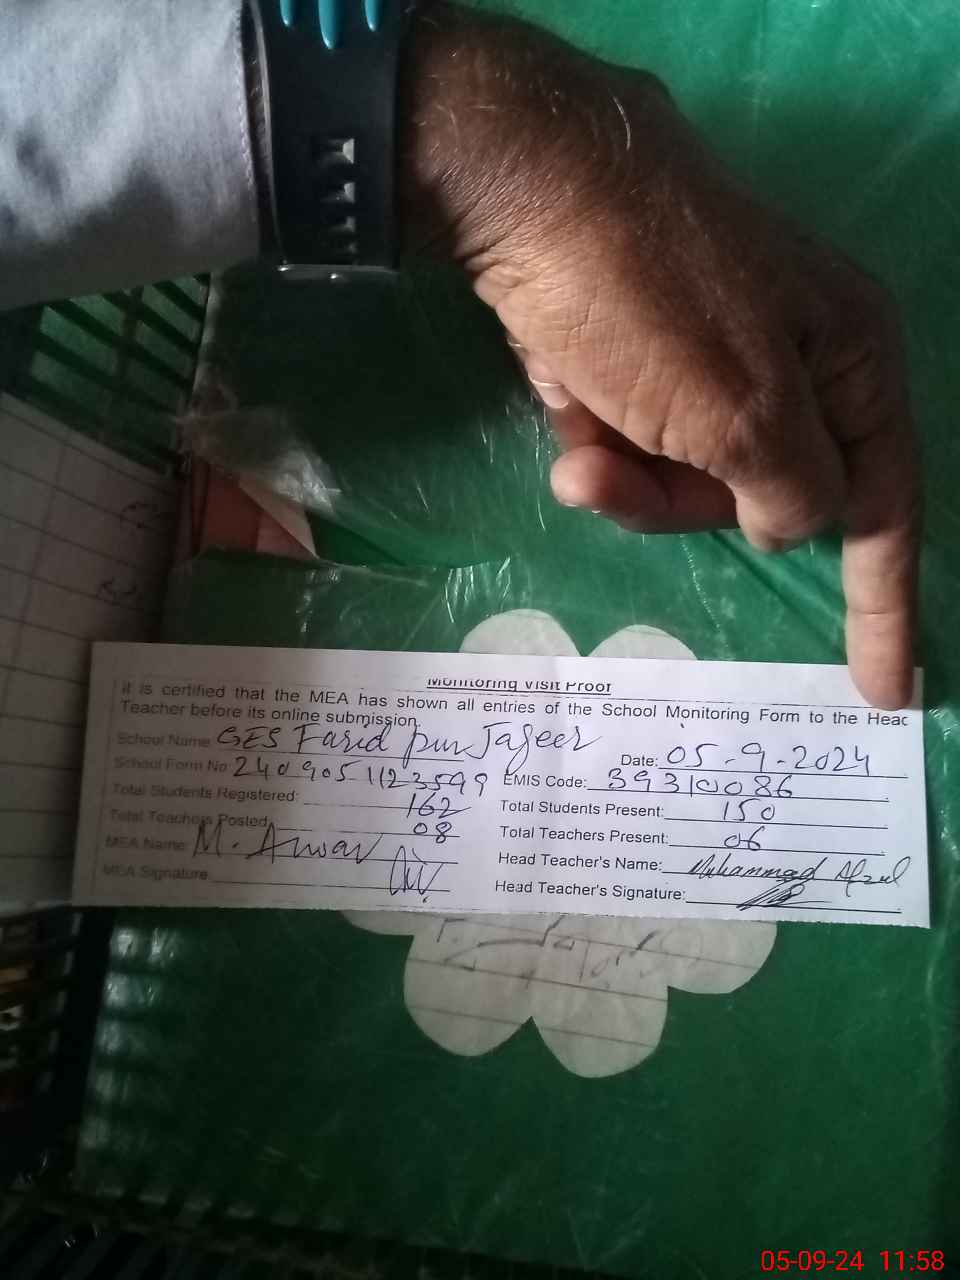 Monitoring Visit Proof
It is certified that the MEA has shown all entries of the School Monitoring Form to the Head
Teacher before its online submission.
School Name: GES Farid pur Jageer Date: 05-9-2024
School Form No: 2409051123599 EMIS Code: 39310086
Total Students Registered: 162 Total Students Present: 150
Total Teachers Posted: 08 Total Teachers Present: 06
MEA Name: M. Anwar Head Teacher's Name: Muhammad Afzal
MEA Signature: Head Teacher's Signature:
05-09-24 11:58